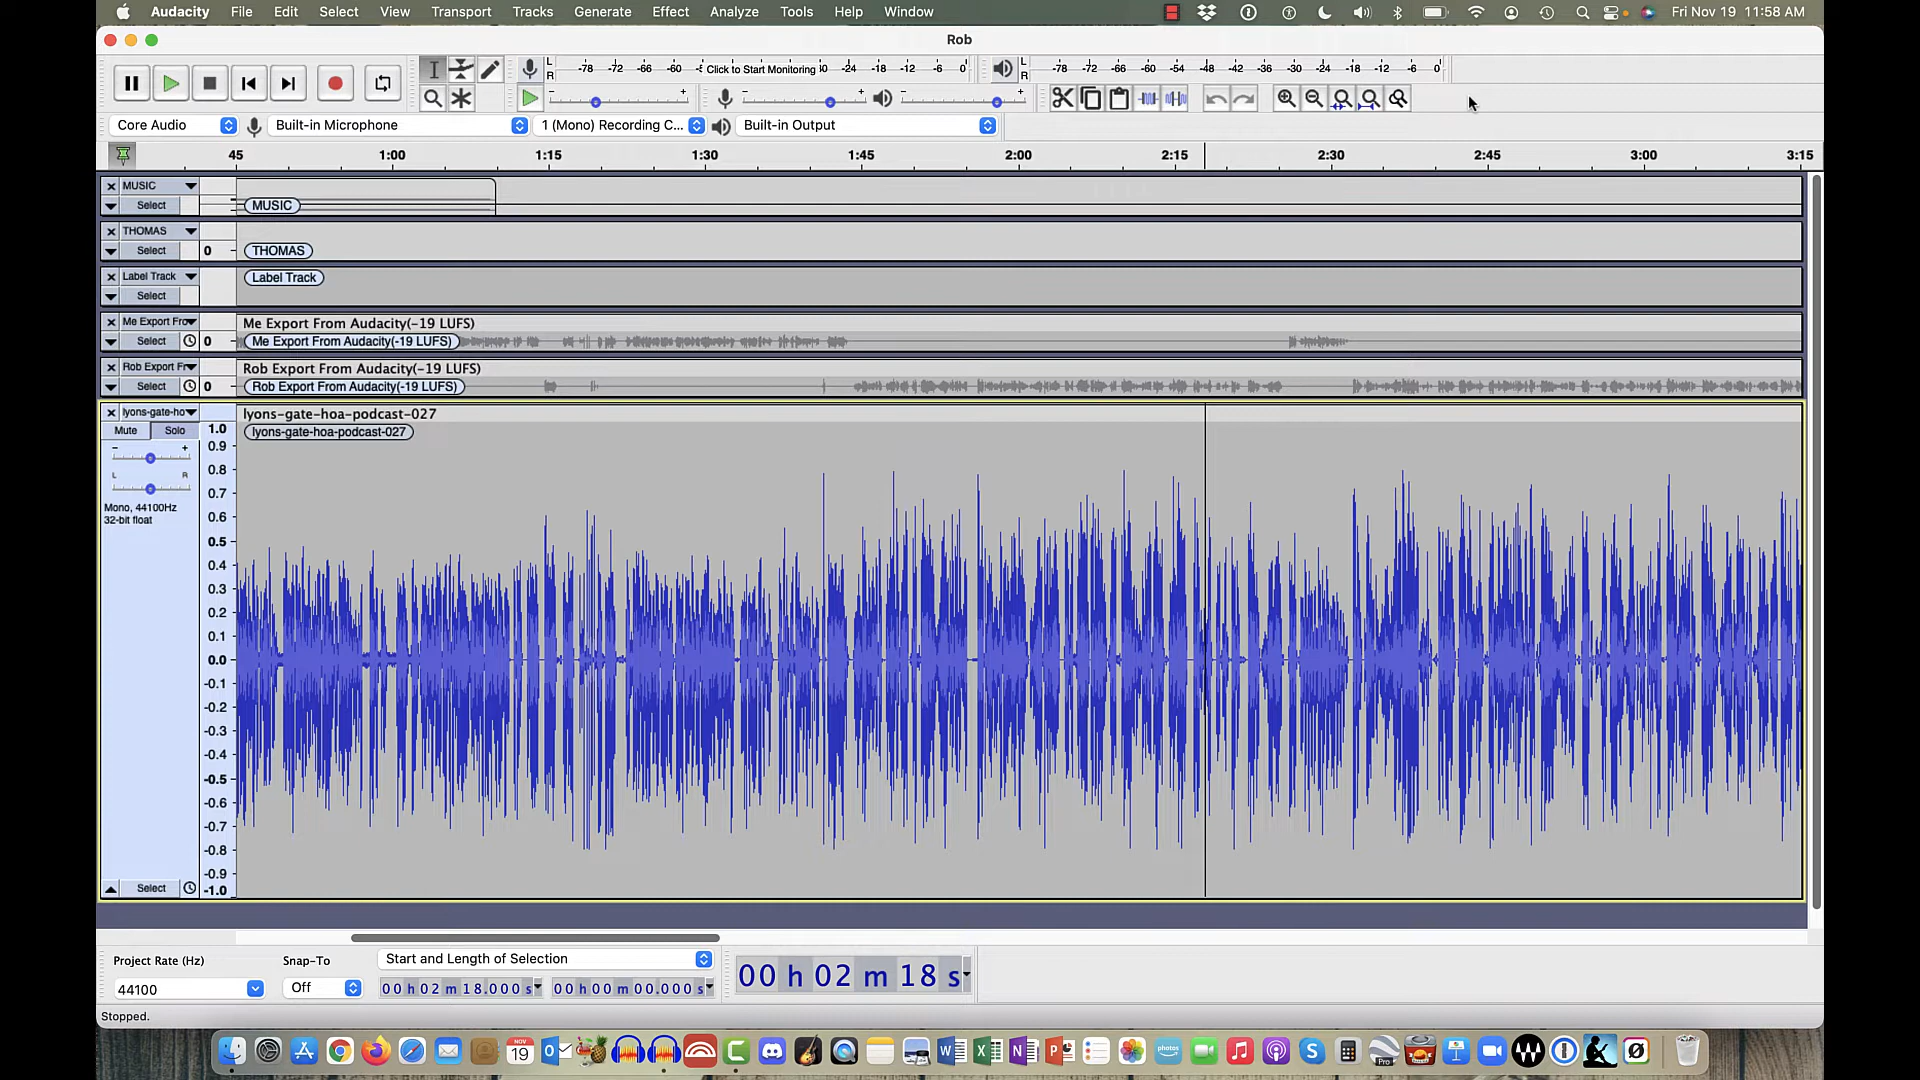 Audacity File Edit Select View Transport Tracks Generate Effect Analyze Tools Help Window Fri Nov 19 11:58 AM
Rob
L R -78 -72 -66 -60 Click to Start Monitoring -24 -18 -12 -6 0 L R -78 -72 -66 -60 -54 -48 -42 -36 -30 -24 -18 -12 -6 0
- + - + - +
Core Audio Built-in Microphone 1 (Mono) Recording C... Built-in Output
45 1:00 1:15 1:30 1:45 2:00 2:15 2:30 2:45 3:00 3:15
MUSIC
Select MUSIC
THOMAS
Select 0 THOMAS
Label Track Label Track
Select
Me Export Fro Me Export From Audacity(-19 LUFS)
Select 0 Me Export From Audacity(-19 LUFS)
Rob Export Fr Rob Export From Audacity(-19 LUFS)
Select 0 Rob Export From Audacity(-19 LUFS)
lyons-gate-ho lyons-gate-hoa-podcast-027
Mute Solo 1.0 lyons-gate-hoa-podcast-027
- + 0.9
0.8
L R
0.7
Mono, 44100Hz
32-bit float 0.6
0.5
0.4
0.3
0.2
0.1
0.0
-0.1
-0.2
-0.3
-0.4
-0.5
-0.6
-0.7
-0.8
-0.9
Select -1.0
Project Rate (Hz) Snap-To Start and Length of Selection
44100 Off 00 h 02 m 18.000 s 00 h 00 m 00.000 s 00 h 02 m 18 s
Stopped.
NOV
19
photos
Pro